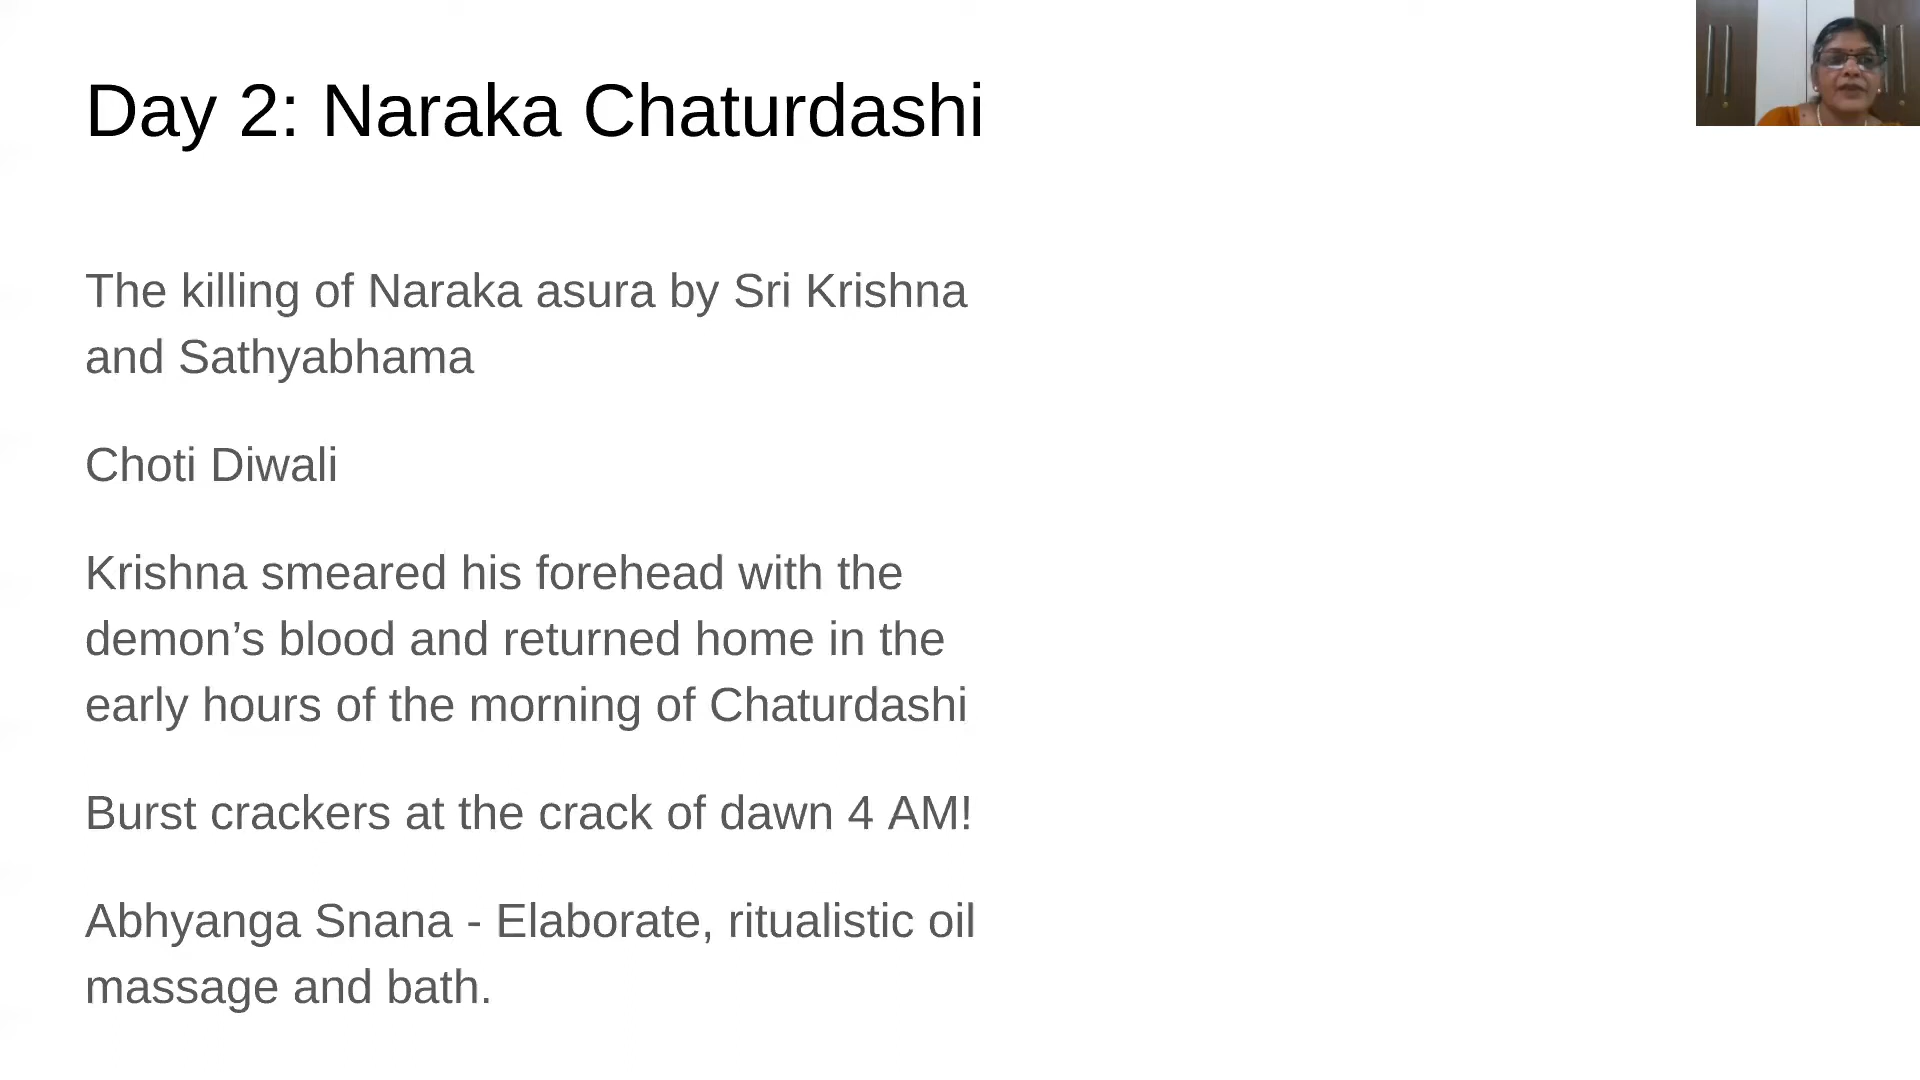 Day 2: Naraka Chaturdashi
The killing of Naraka asura by Sri Krishna
and Sathyabhama
Choti Diwali
Krishna smeared his forehead with the
demon’s blood and returned home in the
early hours of the morning of Chaturdashi
Burst crackers at the crack of dawn 4 AM!
Abhyanga Snana - Elaborate, ritualistic oil
massage and bath.